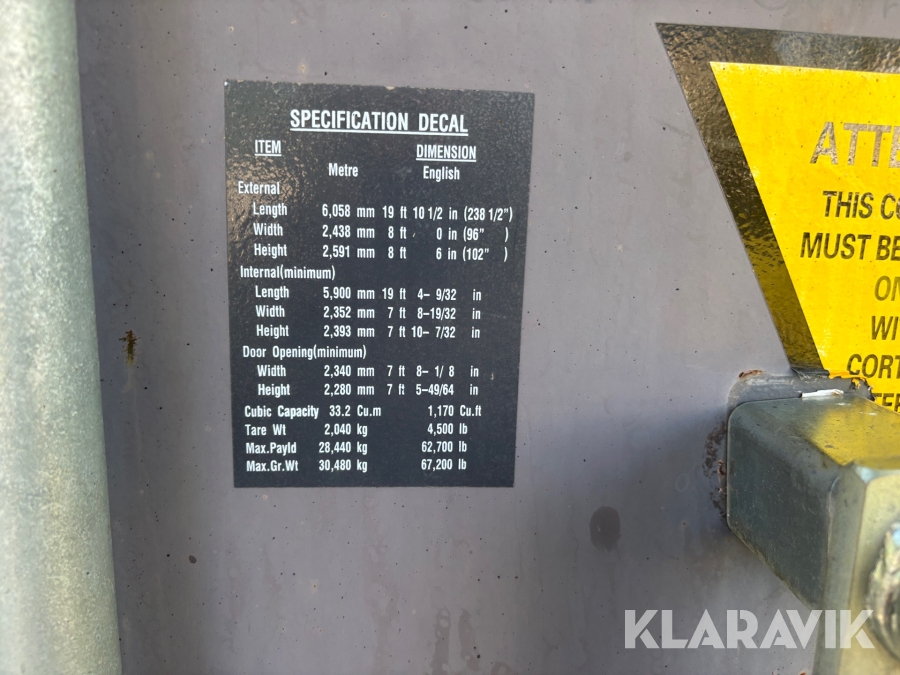 SPECIFICATION DECAL
ITEM DIMENSION
Metre English
External
Length 6,058 mm 19 ft 10 1/2 in (238 1/2")
Width 2,438 mm 8 ft 0 in (96" )
Height 2,591 mm 8 ft 6 in (102" )
Internal(minimum)
Length 5,900 mm 19 ft 4- 9/32 in
Width 2,352 mm 7 ft 8-19/32 in
Height 2,393 mm 7 ft 10- 7/32 in
Door Opening(minimum)
Width 2,340 mm 7 ft 8- 1/ 8 in
Height 2,280 mm 7 ft 5-49/64 in
Cubic Capacity 33.2 Cu.m 1,170 Cu.ft
Tare Wt 2,040 kg 4,500 lb
Max.Payld 28,440 kg 62,700 lb
Max.Gr.Wt 30,480 kg 67,200 lb
ATTE
THIS CO
MUST BE
ON
WI
CORT
TER
KLARAVIK